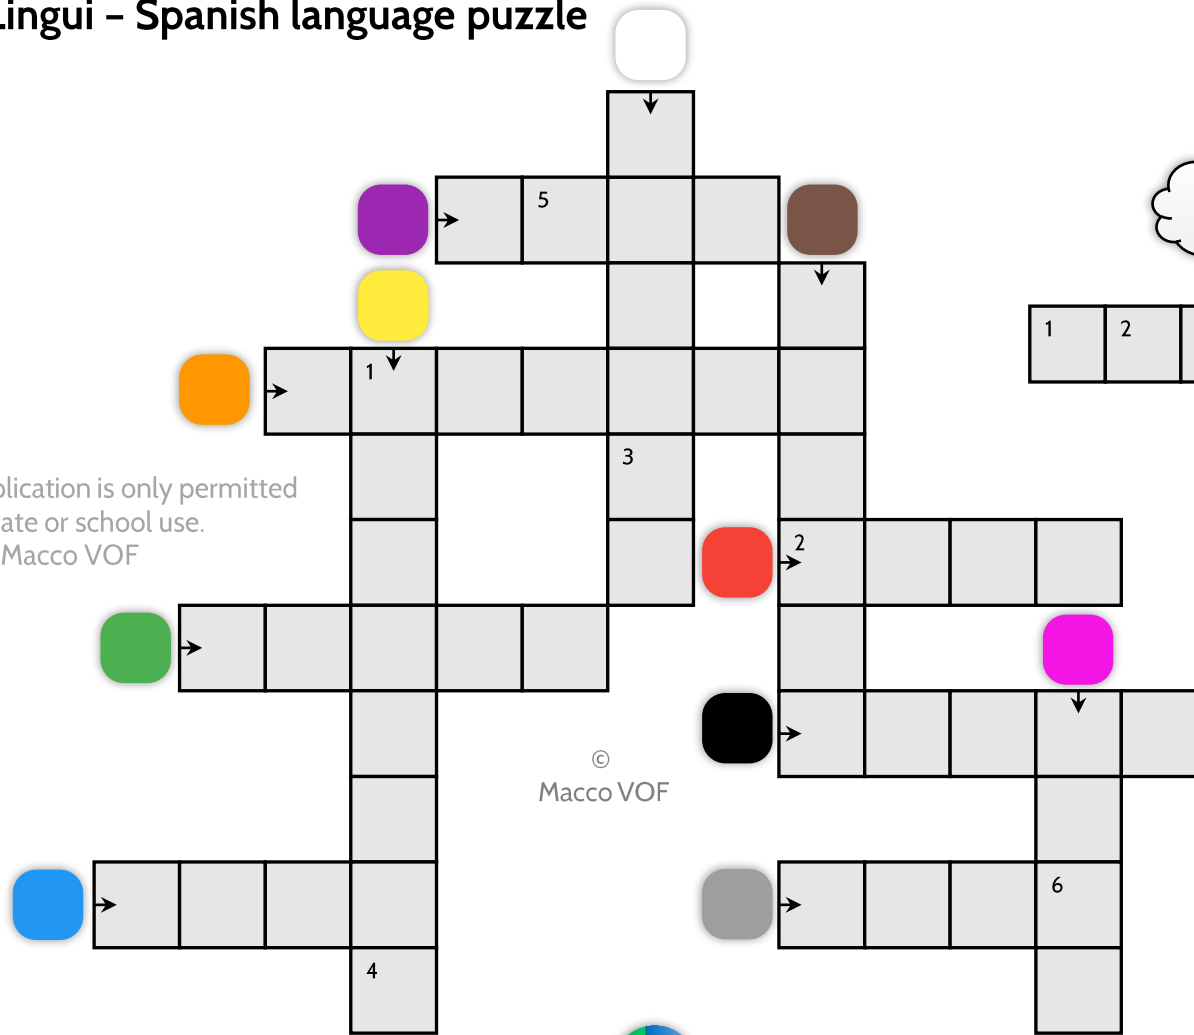 Lingui – Spanish language puzzle
5
1
1 2
3
plication is only permitted
2
ate or school use.
Macco VOF
©
Macco VOF
6
4